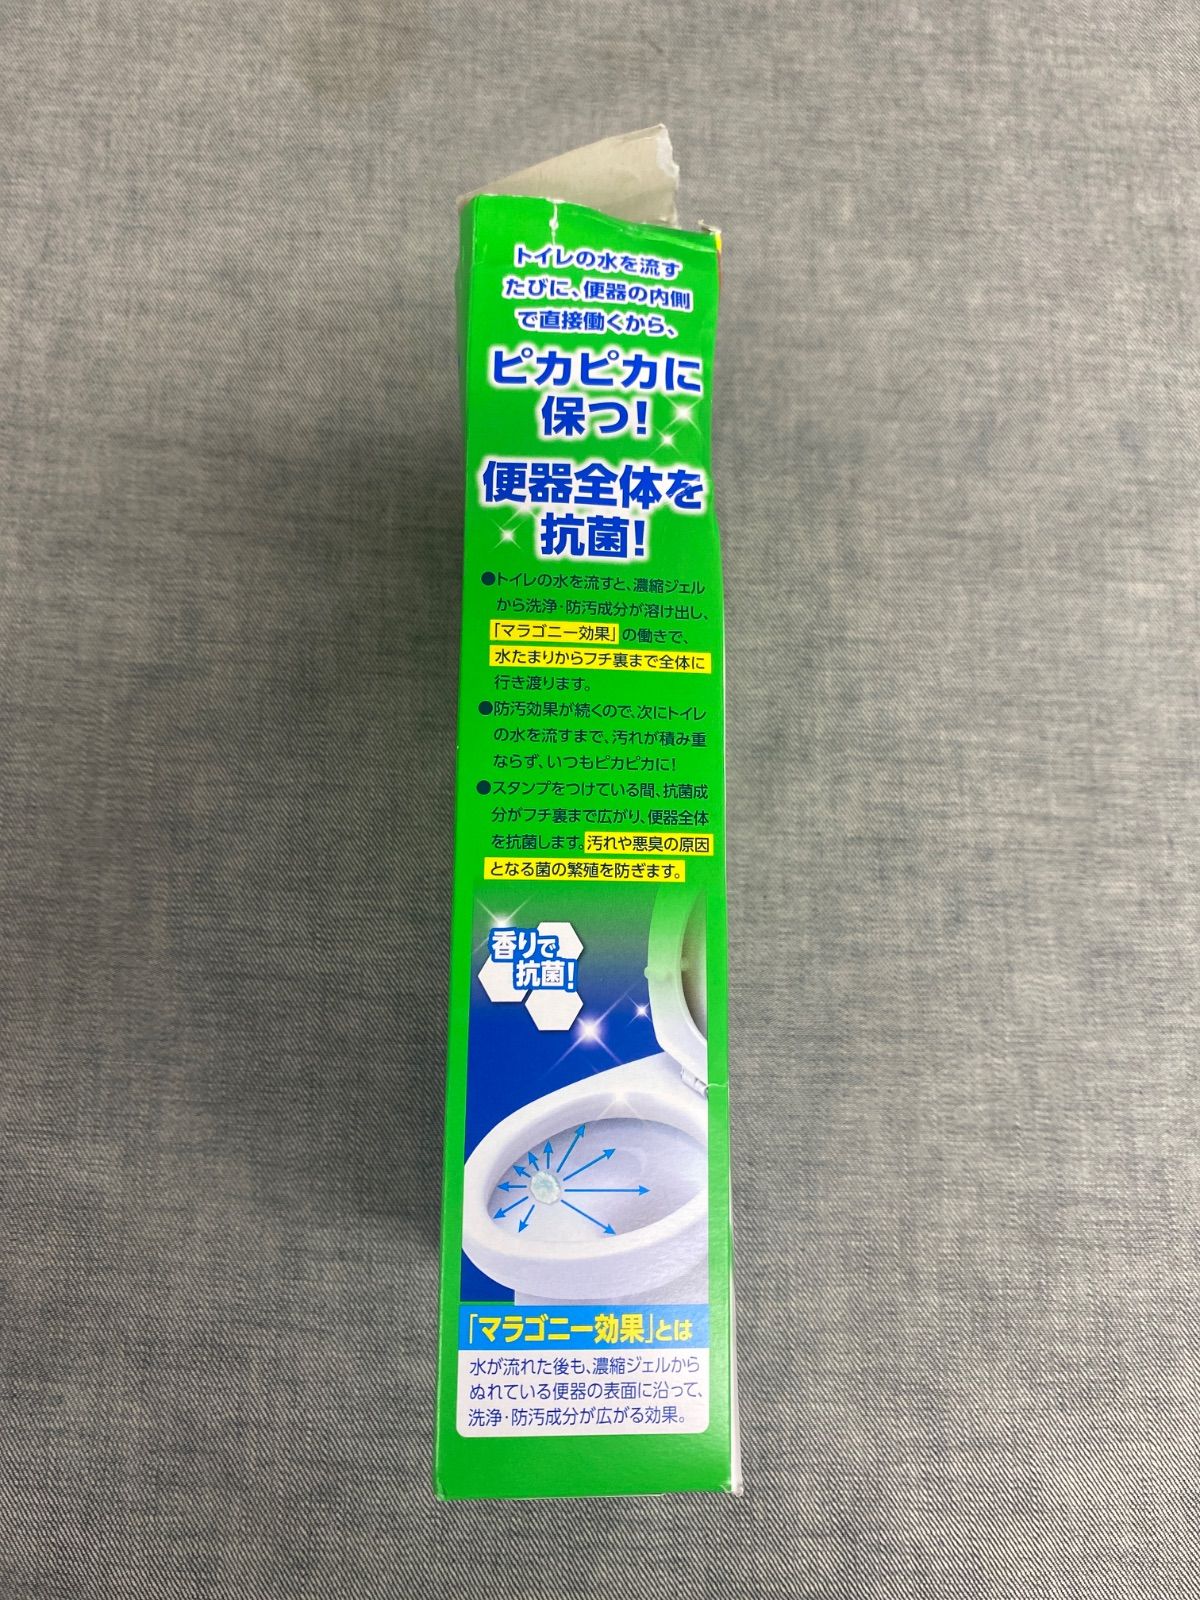 トイレの水を流す
たびに、便器の内側
で直接働くから、
ピカピカに
保つ!
便器全体を
抗菌!
●トイレの水を流すと、濃縮ジェル
から洗浄・防汚成分が溶け出し、
「マラゴニー効果」の働きで、
水たまりからフチ裏まで全体に
行き渡ります。
●防汚効果が続くので、次にトイレ
の水を流すまで、汚れが積み重
ならず、いつもピカピカに!
●スタンプをつけている間、抗菌成
分がフチ裏まで広がり、便器全体
を抗菌します。汚れや悪臭の原因
となる菌の繁殖を防ぎます。
香りで
抗菌!
「マラゴニー効果」とは
水が流れた後も、濃縮ジェルから
ぬれている便器の表面に沿って、
洗浄・防汚成分が広がる効果。